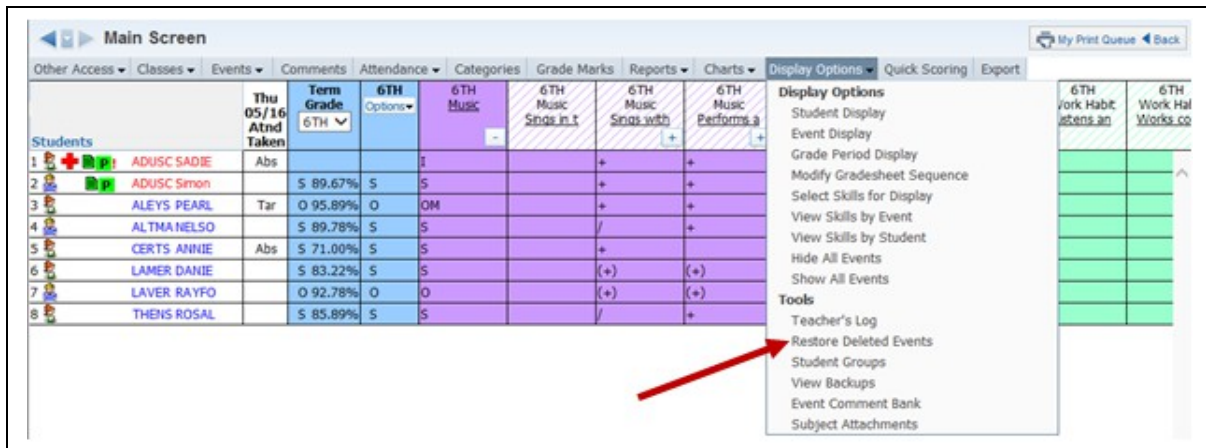 Main Screen
My Print Queue Back
Other Access Classes Events Comments Attendance Categories Grade Marks Reports Charts Display Options Quick Scoring Export
Students
Thu
05/16
Atnd
Taken
Term
Grade
6TH
6TH
Options
6TH
Music
-
6TH
Music
Sings in t
6TH
Music
Sings with
+
6TH
Music
Performs a
+
6TH
Work Habit
istens an
6TH
Work Hal
Works co
1 P ! ADUSC SADIE Abs I + +
2 P ADUSC Simon S 89.67% S S + +
3 ALEYS PEARL Tar O 95.89% O OM + +
4 ALTMA NELSO S 89.78% S S / +
5 CERTS ANNIE Abs S 71.00% S S +
6 LAMER DANIE S 83.22% S S (+) (+)
7 LAVER RAYFO O 92.78% O O (+) (+)
8 THENS ROSAL S 85.89% S S / +
Display Options
Student Display
Event Display
Grade Period Display
Modify Gradesheet Sequence
Select Skills for Display
View Skills by Event
View Skills by Student
Hide All Events
Show All Events
Tools
Teacher's Log
Restore Deleted Events
Student Groups
View Backups
Event Comment Bank
Subject Attachments